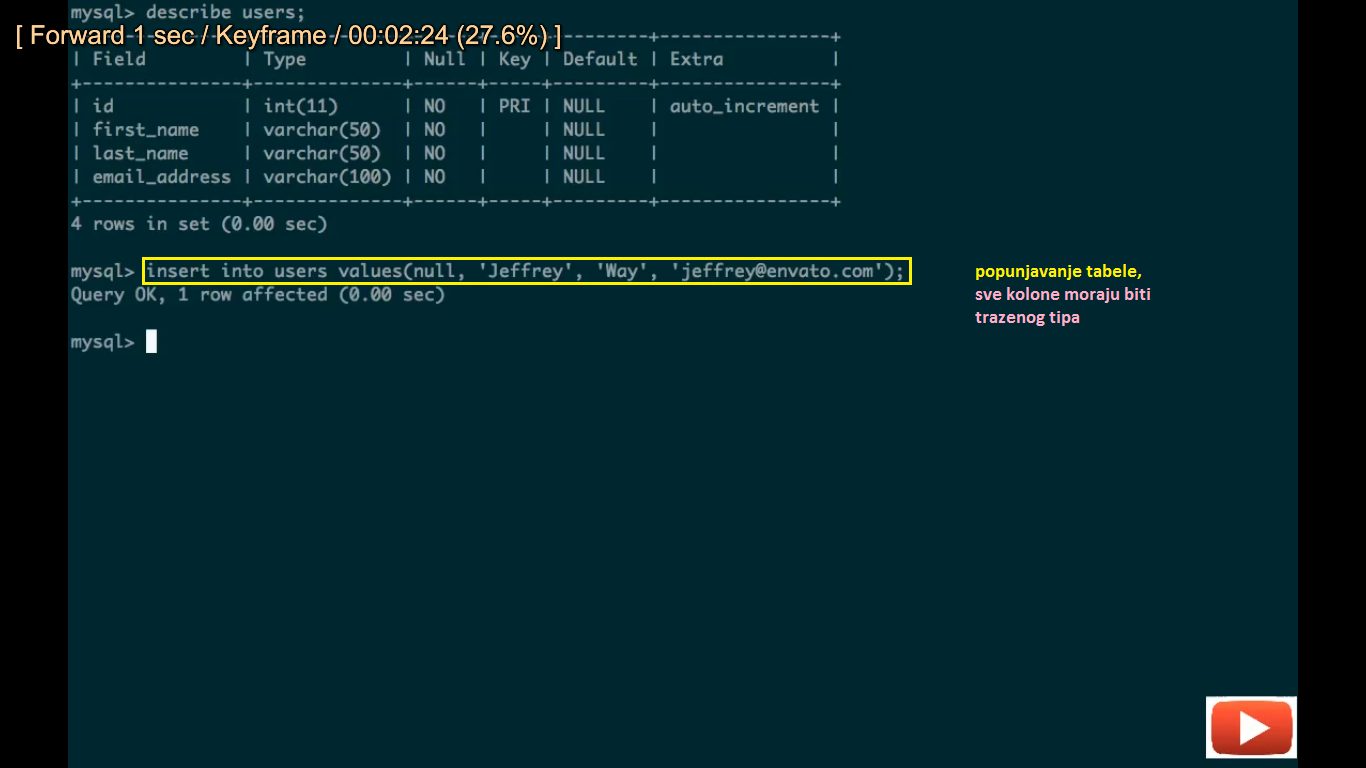 mysql> describe users;
[ Forward 1 sec / Keyframe / 00:02:24 (27.6%) ]
| Field | Type | Null | Key | Default | Extra |
+----------------+--------------+------+-----+---------+----------------+
| id | int(11) | NO | PRI | NULL | auto_increment |
| first_name | varchar(50) | NO | | NULL | |
| last_name | varchar(50) | NO | | NULL | |
| email_address | varchar(100) | NO | | NULL | |
+----------------+--------------+------+-----+---------+----------------+
4 rows in set (0.00 sec)
mysql> insert into users values(null, 'Jeffrey', 'Way', 'jeffrey@envato.com');
Query OK, 1 row affected (0.00 sec)
mysql>
popunjavanje tabele,
sve kolone moraju biti
trazenog tipa